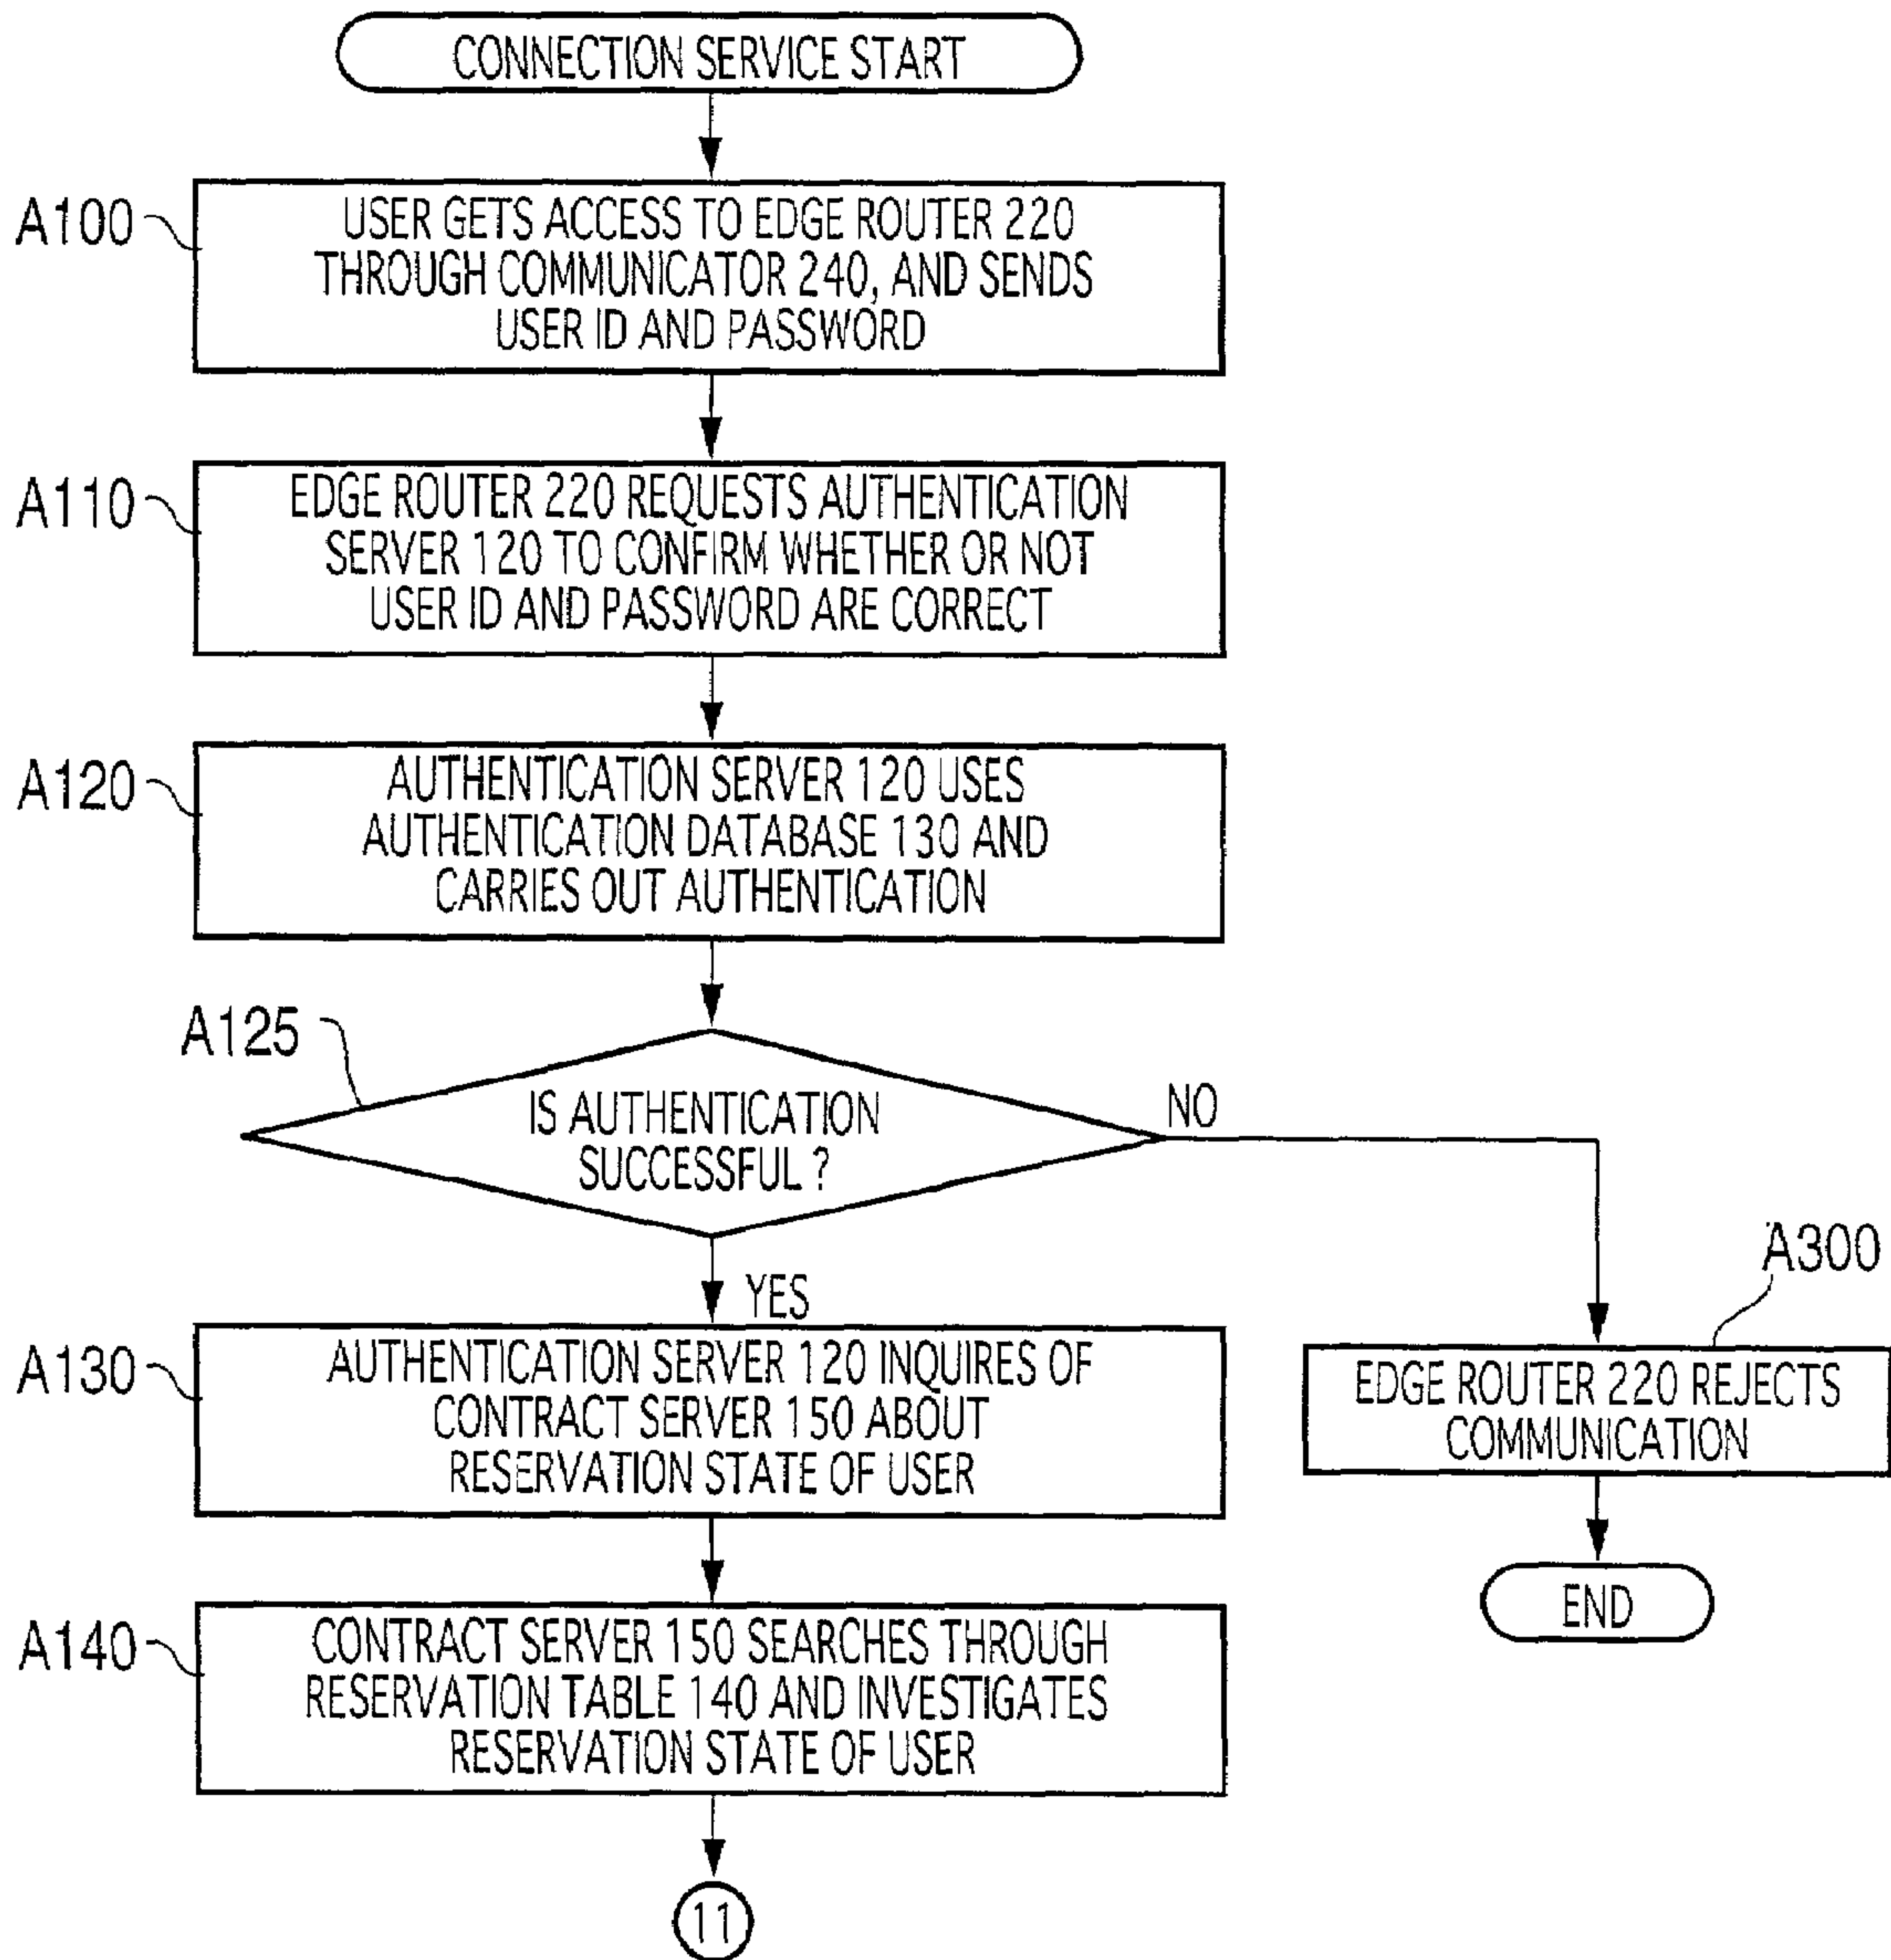 CONNECTION SERVICE START
A100
USER GETS ACCESS TO EDGE ROUTER 220
THROUGH COMMUNICATOR 240, AND SENDS
USER ID AND PASSWORD
A110
EDGE ROUTER 220 REQUESTS AUTHENTICATION
SERVER 120 TO CONFIRM WHETHER OR NOT
USER ID AND PASSWORD ARE CORRECT
A120
AUTHENTICATION SERVER 120 USES
AUTHENTICATION DATABASE 130 AND
CARRIES OUT AUTHENTICATION
A125
IS AUTHENTICATION
SUCCESSFUL ?
NO
YES
A300
EDGE ROUTER 220 REJECTS
COMMUNICATION
END
A130
AUTHENTICATION SERVER 120 INQUIRES OF
CONTRACT SERVER 150 ABOUT
RESERVATION STATE OF USER
A140
CONTRACT SERVER 150 SEARCHES THROUGH
RESERVATION TABLE 140 AND INVESTIGATES
RESERVATION STATE OF USER
11